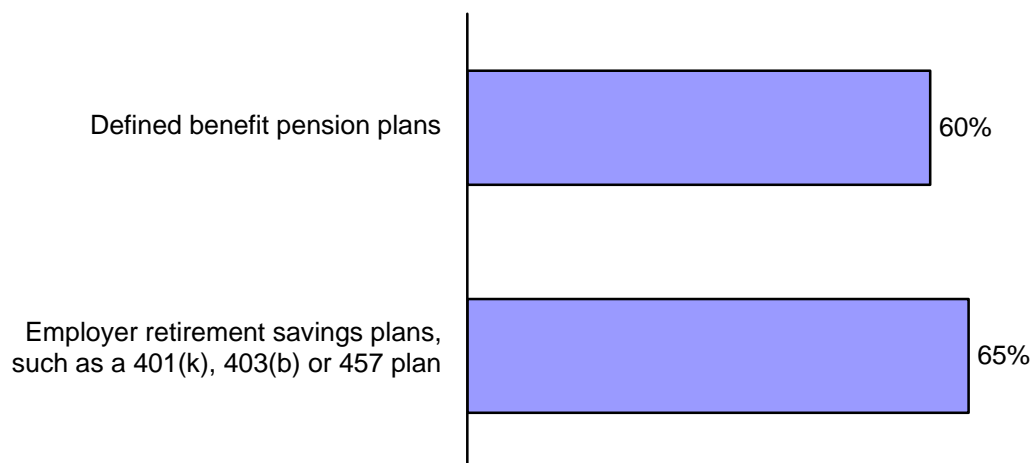 Defined benefit pension plans
60%
Employer retirement savings plans,
such as a 401(k), 403(b) or 457 plan
65%